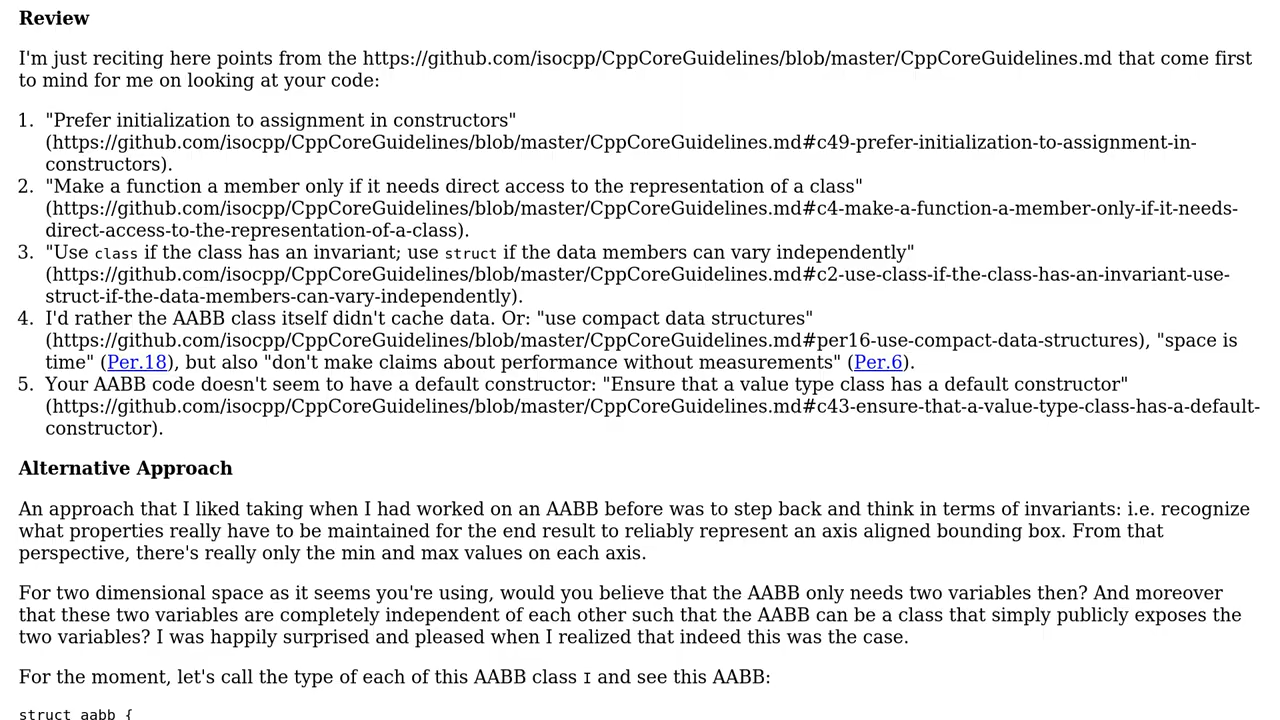 Review
I'm just reciting here points from the https://github.com/isocpp/CppCoreGuidelines/blob/master/CppCoreGuidelines.md that come first
to mind for me on looking at your code:
1. "Prefer initialization to assignment in constructors"
(https://github.com/isocpp/CppCoreGuidelines/blob/master/CppCoreGuidelines.md#c49-prefer-initialization-to-assignment-in-
constructors).
2. "Make a function a member only if it needs direct access to the representation of a class"
(https://github.com/isocpp/CppCoreGuidelines/blob/master/CppCoreGuidelines.md#c4-make-a-function-a-member-only-if-it-needs-
direct-access-to-the-representation-of-a-class).
3. "Use class if the class has an invariant; use struct if the data members can vary independently"
(https://github.com/isocpp/CppCoreGuidelines/blob/master/CppCoreGuidelines.md#c2-use-class-if-the-class-has-an-invariant-use-
struct-if-the-data-members-can-vary-independently).
4. I'd rather the AABB class itself didn't cache data. Or: "use compact data structures"
(https://github.com/isocpp/CppCoreGuidelines/blob/master/CppCoreGuidelines.md#per16-use-compact-data-structures), "space is
time" (Per.18), but also "don't make claims about performance without measurements" (Per.6).
5. Your AABB code doesn't seem to have a default constructor: "Ensure that a value type class has a default constructor"
(https://github.com/isocpp/CppCoreGuidelines/blob/master/CppCoreGuidelines.md#c43-ensure-that-a-value-type-class-has-a-default-
constructor).
Alternative Approach
An approach that I liked taking when I had worked on an AABB before was to step back and think in terms of invariants: i.e. recognize
what properties really have to be maintained for the end result to reliably represent an axis aligned bounding box. From that
perspective, there's really only the min and max values on each axis.
For two dimensional space as it seems you're using, would you believe that the AABB only needs two variables then? And moreover
that these two variables are completely independent of each other such that the AABB can be a class that simply publicly exposes the
two variables? I was happily surprised and pleased when I realized that indeed this was the case.
For the moment, let's call the type of each of this AABB class I and see this AABB:
struct aabb {